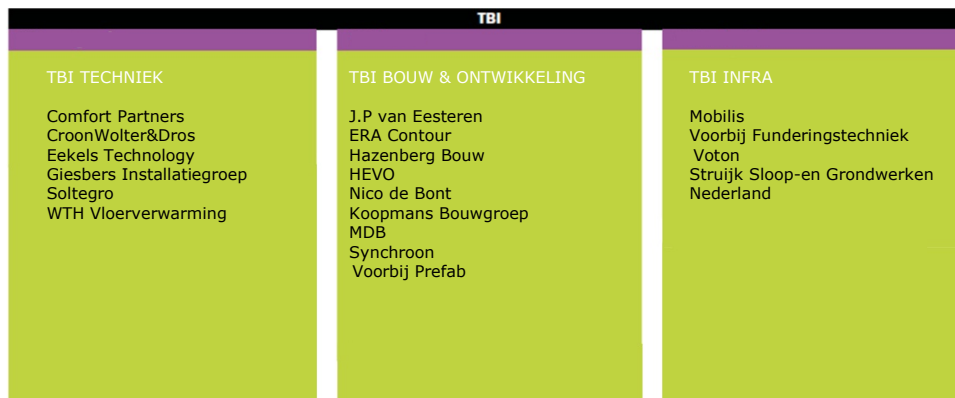 TBI
TBI TECHNIEK
Comfort Partners
CroonWolter&Dros
Eekels Technology
Giesbers Installatiegroep
Soltegro
WTH Vloerverwarming
TBI BOUW & ONTWIKKELING
J.P van Eesteren
ERA Contour
Hazenberg Bouw
HEVO
Nico de Bont
Koopmans Bouwgroep
MDB
Synchroon
Voorbij Prefab
TBI INFRA
Mobilis
Voorbij Funderingstechniek
Voton
Struijk Sloop-en Grondwerken
Nederland